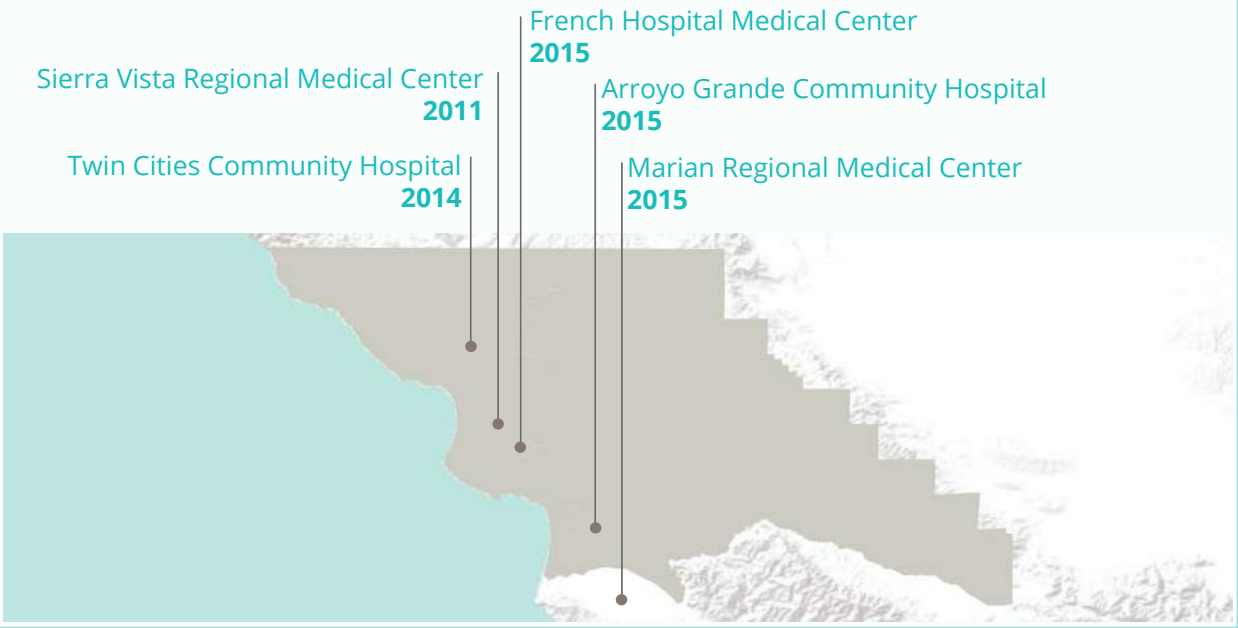 French Hospital Medical Center
2015
Sierra Vista Regional Medical Center
2011
Arroyo Grande Community Hospital
2015
Twin Cities Community Hospital
2014
Marian Regional Medical Center
2015